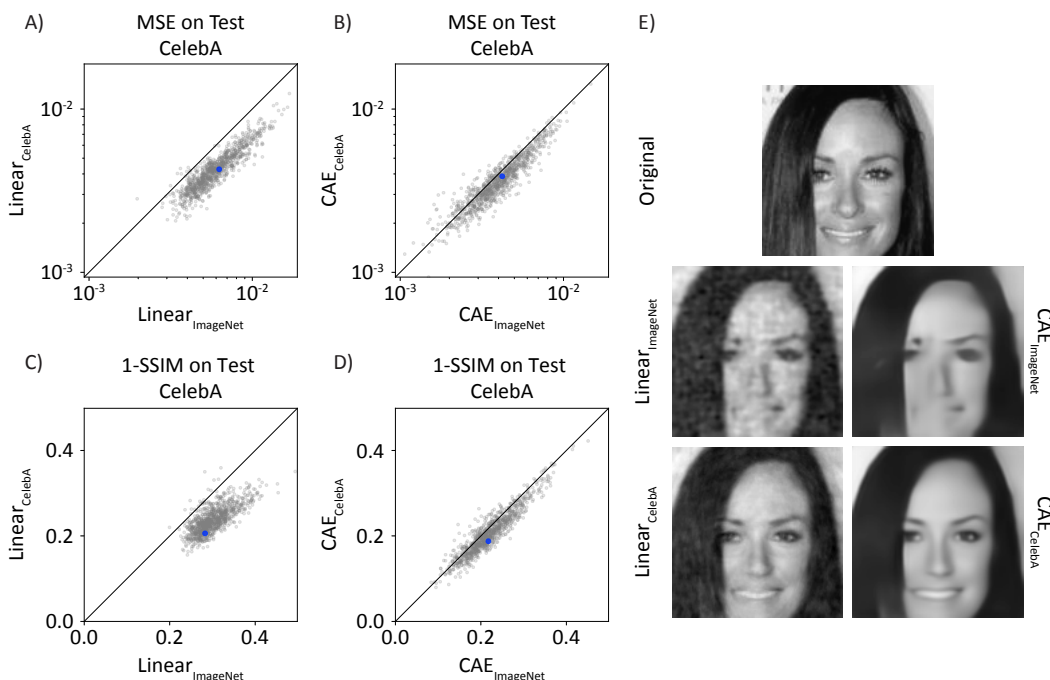 A)
MSE on Test
CelebA
10⁻²
10⁻³
Linear_CelebA
10⁻³
10⁻²
Linear_ImageNet
B)
MSE on Test
CelebA
10⁻²
10⁻³
CAE_CelebA
10⁻³
10⁻²
CAE_ImageNet
C)
1-SSIM on Test
CelebA
0.4
0.2
0.0
Linear_CelebA
0.0
0.2
0.4
Linear_ImageNet
D)
1-SSIM on Test
CelebA
0.4
0.2
0.0
CAE_CelebA
0.0
0.2
0.4
CAE_ImageNet
E)
Original
Linear_ImageNet
CAE_ImageNet
Linear_CelebA
CAE_CelebA